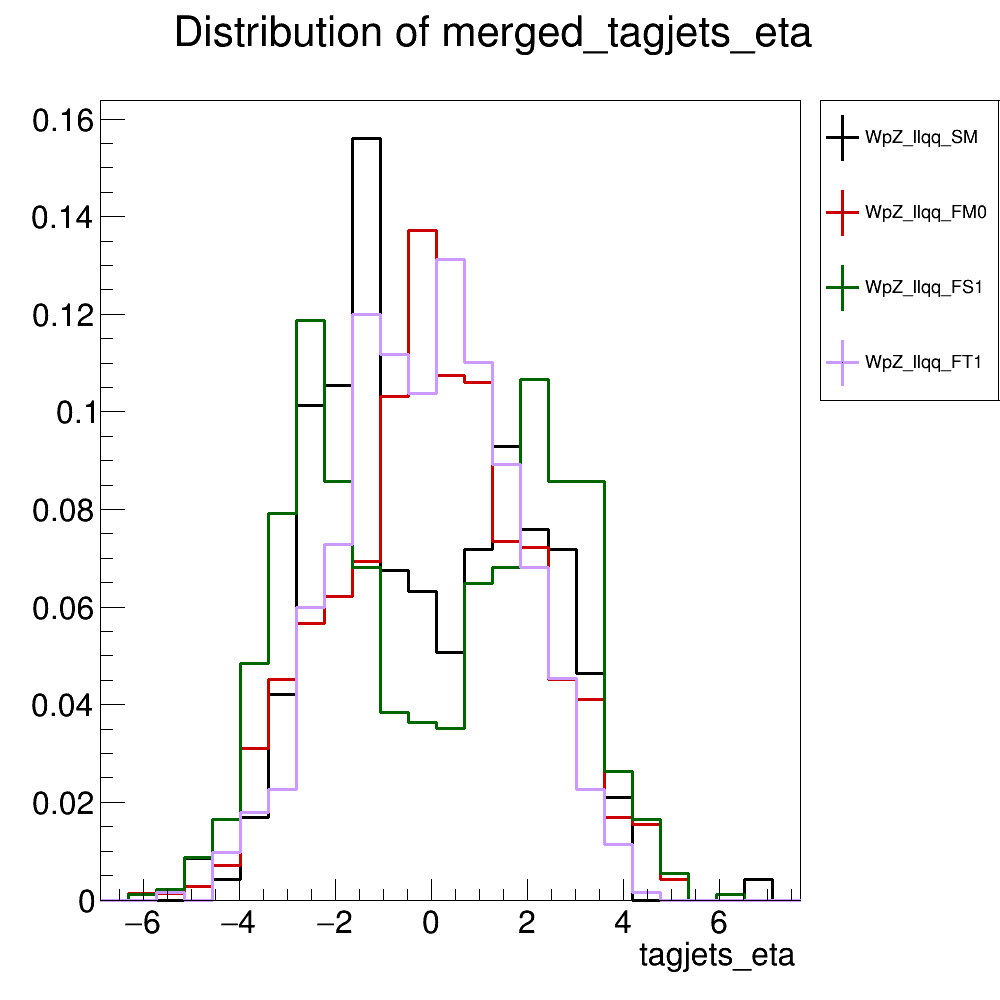 Distribution of merged_tagjets_eta
0.16
0.14
0.12
0.1
0.08
0.06
0.04
0.02
0
−6
−4
−2
0
2
4
6
tagjets_eta
WpZ_llqq_SM
WpZ_llqq_FM0
WpZ_llqq_FS1
WpZ_llqq_FT1